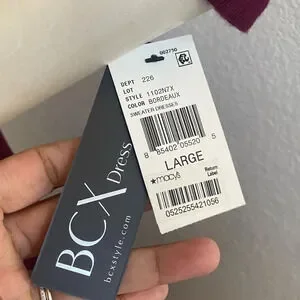 002750
DEPT 226
LOT
STYLE 1102N7X
COLOR BORDEAUX
SWEATER DRESSES
8 85402 05520 5
LARGE
★macy's
Return
Label
0525255421056
BCX Dress
bcxstyle.com